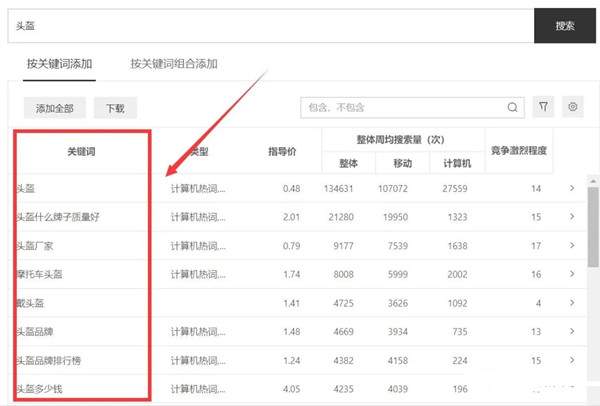 头盔
搜索
按关键词添加 按关键词组合添加
添加全部 下载 包含、不包含
关键词 类型 指导价 整体周均搜索量（次） 竞争激烈程度
整体 移动 计算机
头盔 计算机热词,... 0.48 134631 107072 27559 14
头盔什么牌子质量好 计算机热词,... 2.01 21280 19950 1323 15
头盔厂家 计算机热词,... 0.79 9177 7539 1638 17
摩托车头盔 计算机热词,... 1.74 8008 5999 2002 16
戴头盔 1.41 4725 3626 1092 4
头盔品牌 计算机热词,... 1.48 4669 3934 735 13
头盔品牌排行榜 计算机热词,... 1.24 4382 4158 224 15
头盔多少钱 计算机热词,... 4.05 4235 4039 196